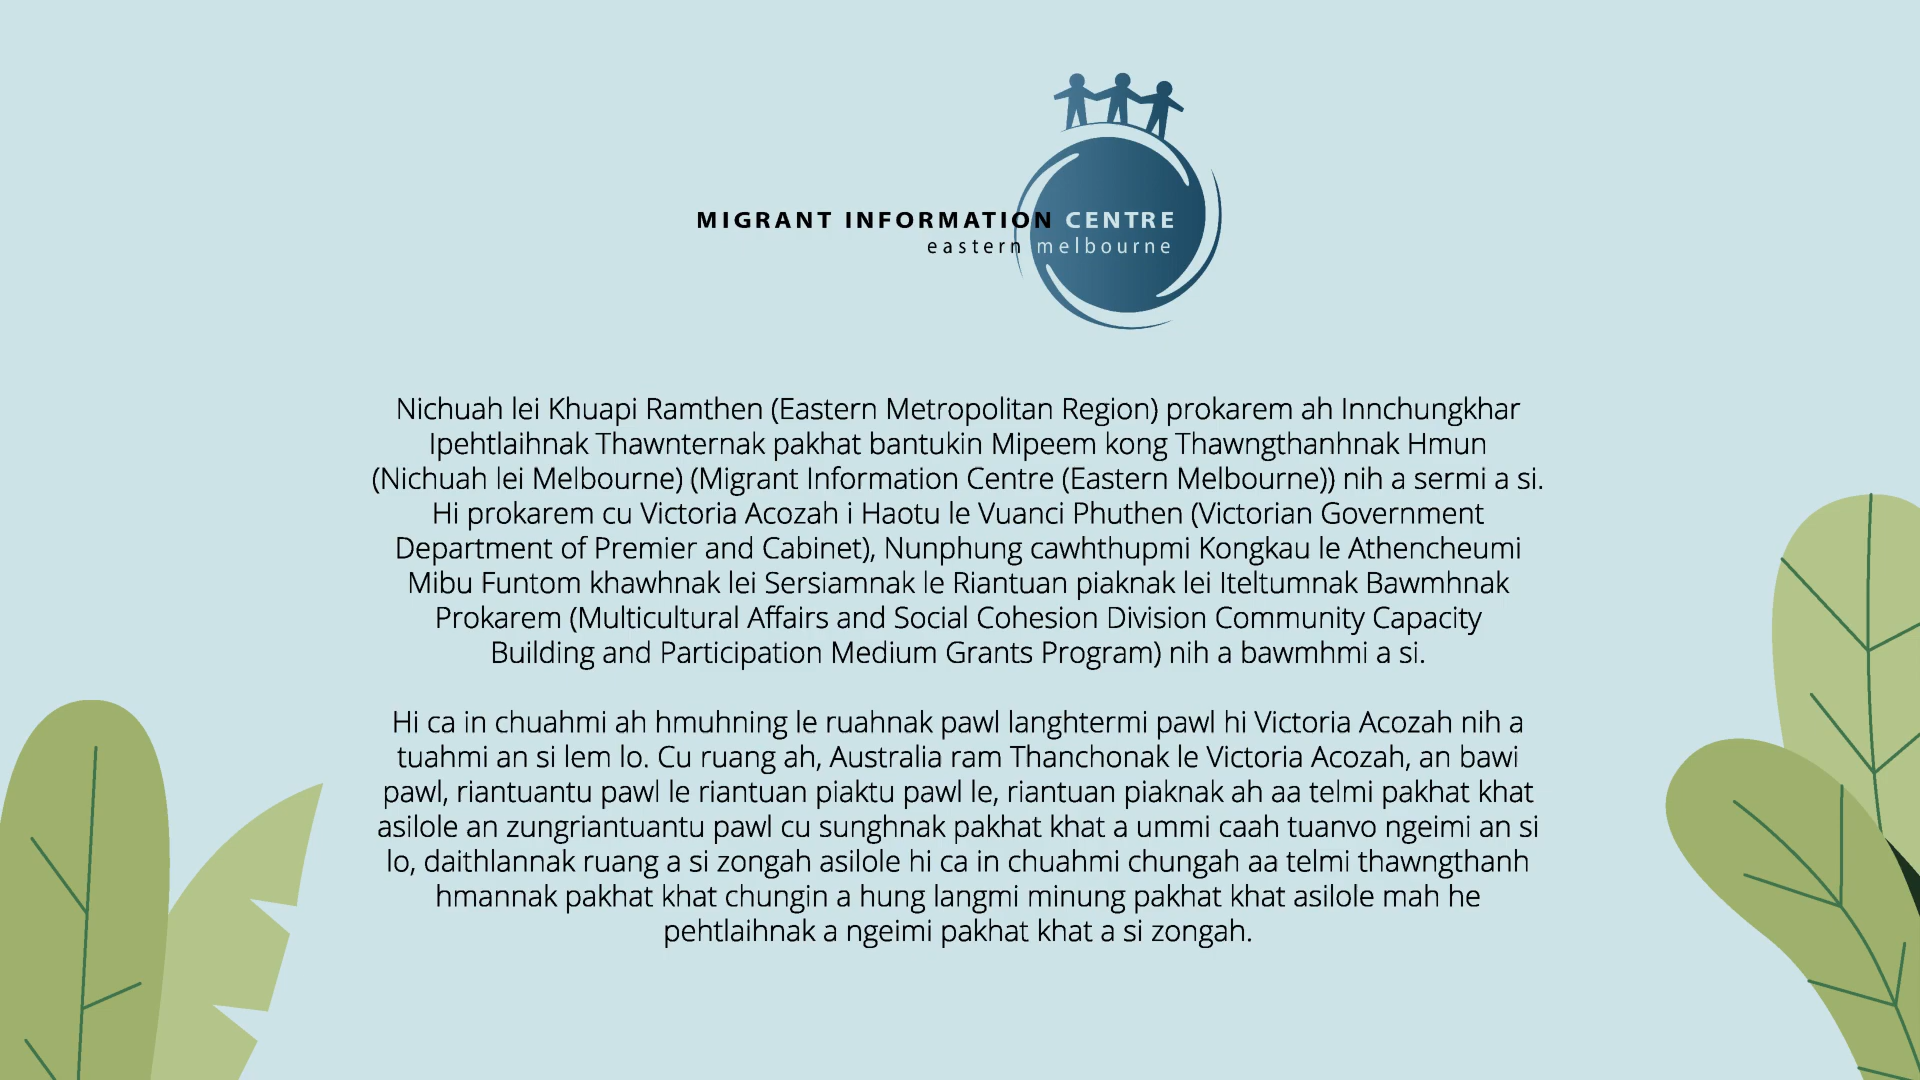 MIGRANT INFORMATION CENTRE
eastern melbourne
Nichuah lei Khuapi Ramthen (Eastern Metropolitan Region) prokarem ah Innchungkhar
Ipehtlaihnak Thawnternak pakhat bantukin Mipeem kong Thawngthanhnak Hmun
(Nichuah lei Melbourne) (Migrant Information Centre (Eastern Melbourne)) nih a sermi a si.
Hi prokarem cu Victoria Acozah i Haotu le Vuanci Phuthen (Victorian Government
Department of Premier and Cabinet), Nunphung cawhthupmi Kongkau le Athencheumi
Mibu Funtom khawhnak lei Sersiamnak le Riantuan piaknak lei Iteltumnak Bawmhnak
Prokarem (Multicultural Affairs and Social Cohesion Division Community Capacity
Building and Participation Medium Grants Program) nih a bawmhmi a si.
Hi ca in chuahmi ah hmuhning le ruahnak pawl langhtermi pawl hi Victoria Acozah nih a
tuahmi an si lem lo. Cu ruang ah, Australia ram Thanchonak le Victoria Acozah, an bawi
pawl, riantuantu pawl le riantuan piaktu pawl le, riantuan piaknak ah aa telmi pakhat khat
asilole an zungriantuantu pawl cu sunghnak pakhat khat a ummi caah tuanvo ngeimi an si
lo, daithlannak ruang a si zongah asilole hi ca in chuahmi chungah aa telmi thawngthanh
hmannak pakhat khat chungin a hung langmi minung pakhat khat asilole mah he
pehtlaihnak a ngeimi pakhat khat a si zongah.